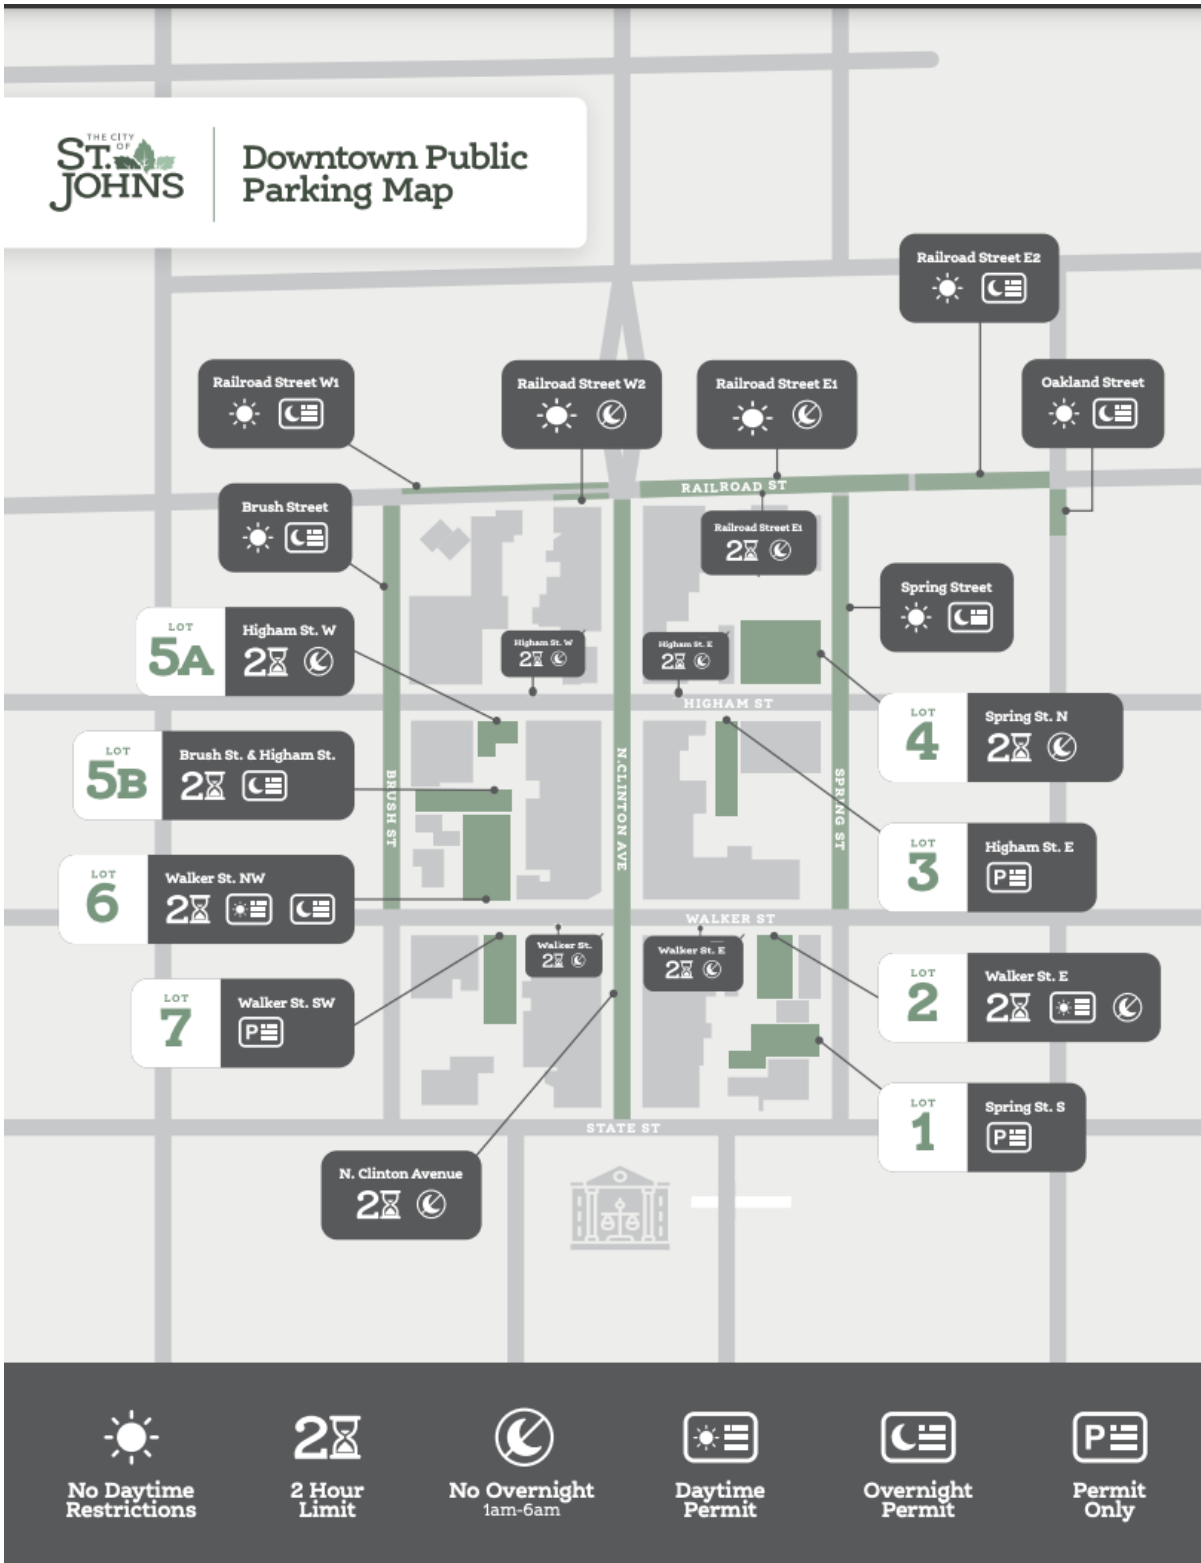 THE CITY
OF
ST.
JOHNS
Downtown Public
Parking Map
Railroad Street E2
Railroad Street W1
Railroad Street W2
Railroad Street E1
Oakland Street
RAILROAD ST
Brush Street
Railroad Street E1
2
Spring Street
LOT
5A
Higham St. W
2
Higham St. W
2
Higham St. E
2
HIGHAM ST
LOT
4
Spring St. N
2
LOT
5B
Brush St. & Higham St.
2
BRUSH ST
N.CLINTON AVE
SPRING ST
LOT
3
Higham St. E
P
LOT
6
Walker St. NW
2
WALKER ST
Walker St.
2
Walker St. E
2
LOT
2
Walker St. E
2
LOT
7
Walker St. SW
P
LOT
1
Spring St. S
P
STATE ST
N. Clinton Avenue
2
2
P
No Daytime
Restrictions
2 Hour
Limit
No Overnight
1am-6am
Daytime
Permit
Overnight
Permit
Permit
Only